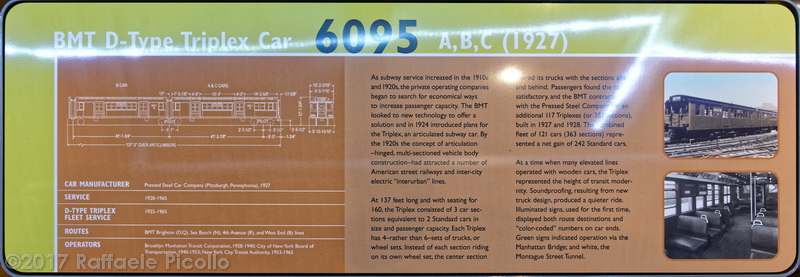 BMT D-Type Triplex Car 6095 A,B,C (1927)
B CAR
A & C CARS
CAR MANUFACTURER Pressed Steel Car Company (Pittsburgh, Pennsylvania), 1927
SERVICE 1928-1965
D-TYPE TRIPLEX
FLEET SERVICE 1925-1965
ROUTES BMT Brighton (D,Q), Sea Beach (N), 4th Avenue (R), and West End (B) lines
OPERATORS Brooklyn Manhattan Transit Corporation, 1928-1940; City of New York Board of
Transportation, 1940-1953; New York City Transit Authority, 1953-1965
As subway service increased in the 1910s
and 1920s, the private operating companies
began to search for economical ways
to increase passenger capacity. The BMT
looked to new technology to offer a
solution and in 1924 introduced plans for
the Triplex, an articulated subway car. By
the 1920s the concept of articulation
–hinged, multi-sectioned vehicle body
construction–had attracted a number of
American street railways and inter-city
electric "interurban" lines.
At 137 feet long and with seating for
160, the Triplex consisted of 3 car sec-
tions equivalent to 2 Standard cars in
size and passenger capacity. Each Triplex
has 4–rather than 6–sets of trucks, or
wheel sets. Instead of each section riding
on its own wheel set, the center section
its trucks with the sections
and behind. Passengers found the
satisfactory, and the BMT
with the Pressed Steel
additional 117 Triplexes (or
built in 1927 and 1928. The
fleet of 121 cars (363 sections) repre-
sented a net gain of 242 Standard cars.
At a time when many elevated lines
operated with wooden cars, the Triplex
represented the height of transit moder-
nity. Soundproofing, resulting from new
truck design, produced a quieter ride.
Illuminated signs, used for the first time,
displayed both route destinations and
"color-coded" numbers on car ends.
Green signs indicated operation via the
Manhattan Bridge; and white, the
Montague Street Tunnel.
©2017 Raffaele Picollo